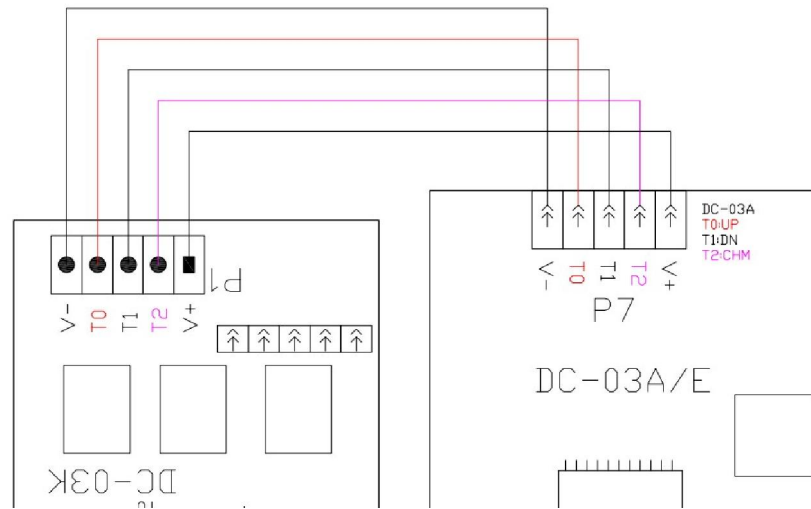 DC-03A
T0:UP
T1:DN
T2:CHM
V- T0 T1 T2 V+
P7
P1
V- T0 T1 T2 V+
DC-03A/E
DC-03K